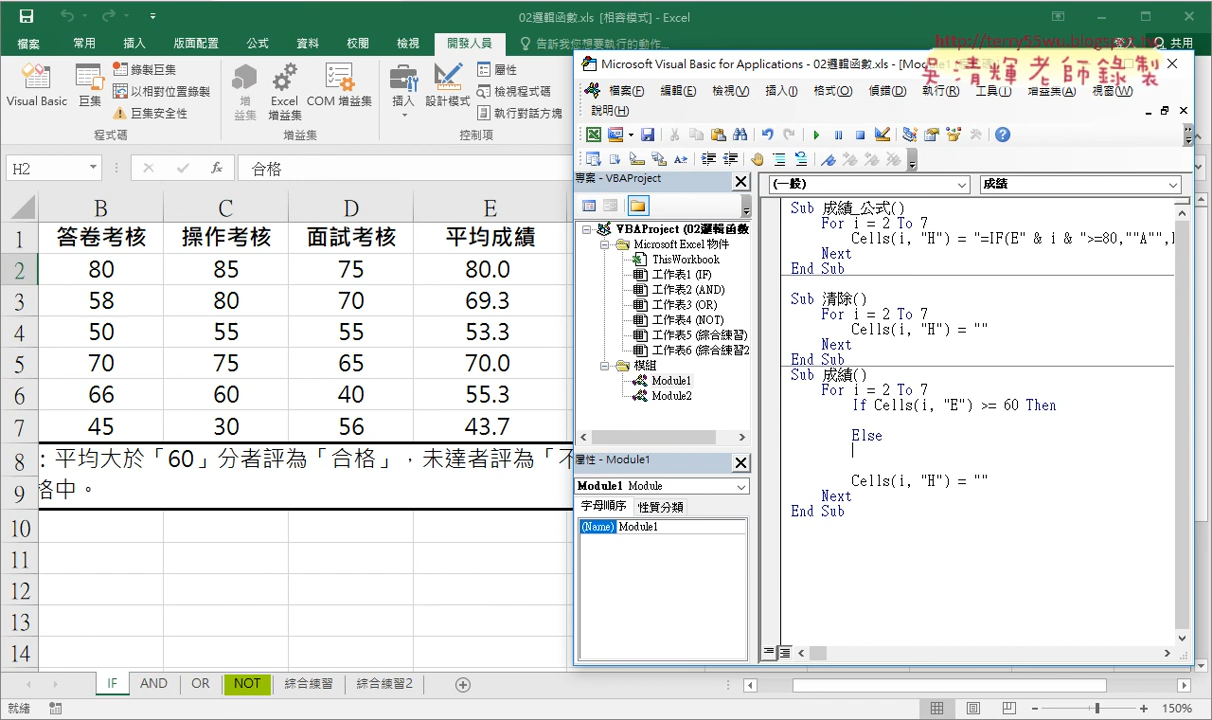 02邏輯函數.xls [相容模式] - Excel
檔案 常用 插入 版面配置 公式 資料 校閱 檢視 開發人員 告訴我您想要執行的動作... 登入 共用
http://terry55wu.blogspot.tw
吳清輝老師錄製
Visual Basic 巨集 錄製巨集 以相對位置錄製 巨集安全性 程式碼
增益集 Excel 增益集 COM 增益集 增益集
插入 設計模式 屬性 檢視程式碼 執行對話方塊 控制項
H2 fx 合格
B C D E
1 答卷考核 操作考核 面試考核 平均成績
2 80 85 75 80.0
3 58 80 70 69.3
4 50 55 55 53.3
5 70 75 65 70.0
6 66 60 40 55.3
7 45 30 56 43.7
8 : 平均大於「60」分者評為「合格」，未達者評為「不
9 格中。
10
11
12
13
14
IF AND OR NOT 綜合練習 綜合練習2
就緒 150%
Microsoft Visual Basic for Applications - 02邏輯函數.xls - [Mod
檔案(F) 編輯(E) 檢視(V) 插入(I) 格式(O) 偵錯(D) 執行(R) 工具(T) 增益集(A) 視窗(W)
說明(H)
專案 - VBAProject
VBAProject (02邏輯函數
Microsoft Excel 物件
ThisWorkbook
工作表1 (IF)
工作表2 (AND)
工作表3 (OR)
工作表4 (NOT)
工作表5 (綜合練習)
工作表6 (綜合練習2
模組
Module1
Module2
屬性 - Module1
Module1 Module
字母順序 性質分類
(Name) Module1
(一般) 成績
Sub 成績_公式()
For i = 2 To 7
Cells(i, "H") = "=IF(E" & i & ">=80,""A"",
Next
End Sub
Sub 清除()
For i = 2 To 7
Cells(i, "H") = ""
Next
End Sub
Sub 成績()
For i = 2 To 7
If Cells(i, "E") >= 60 Then
Else
Cells(i, "H") = ""
Next
End Sub